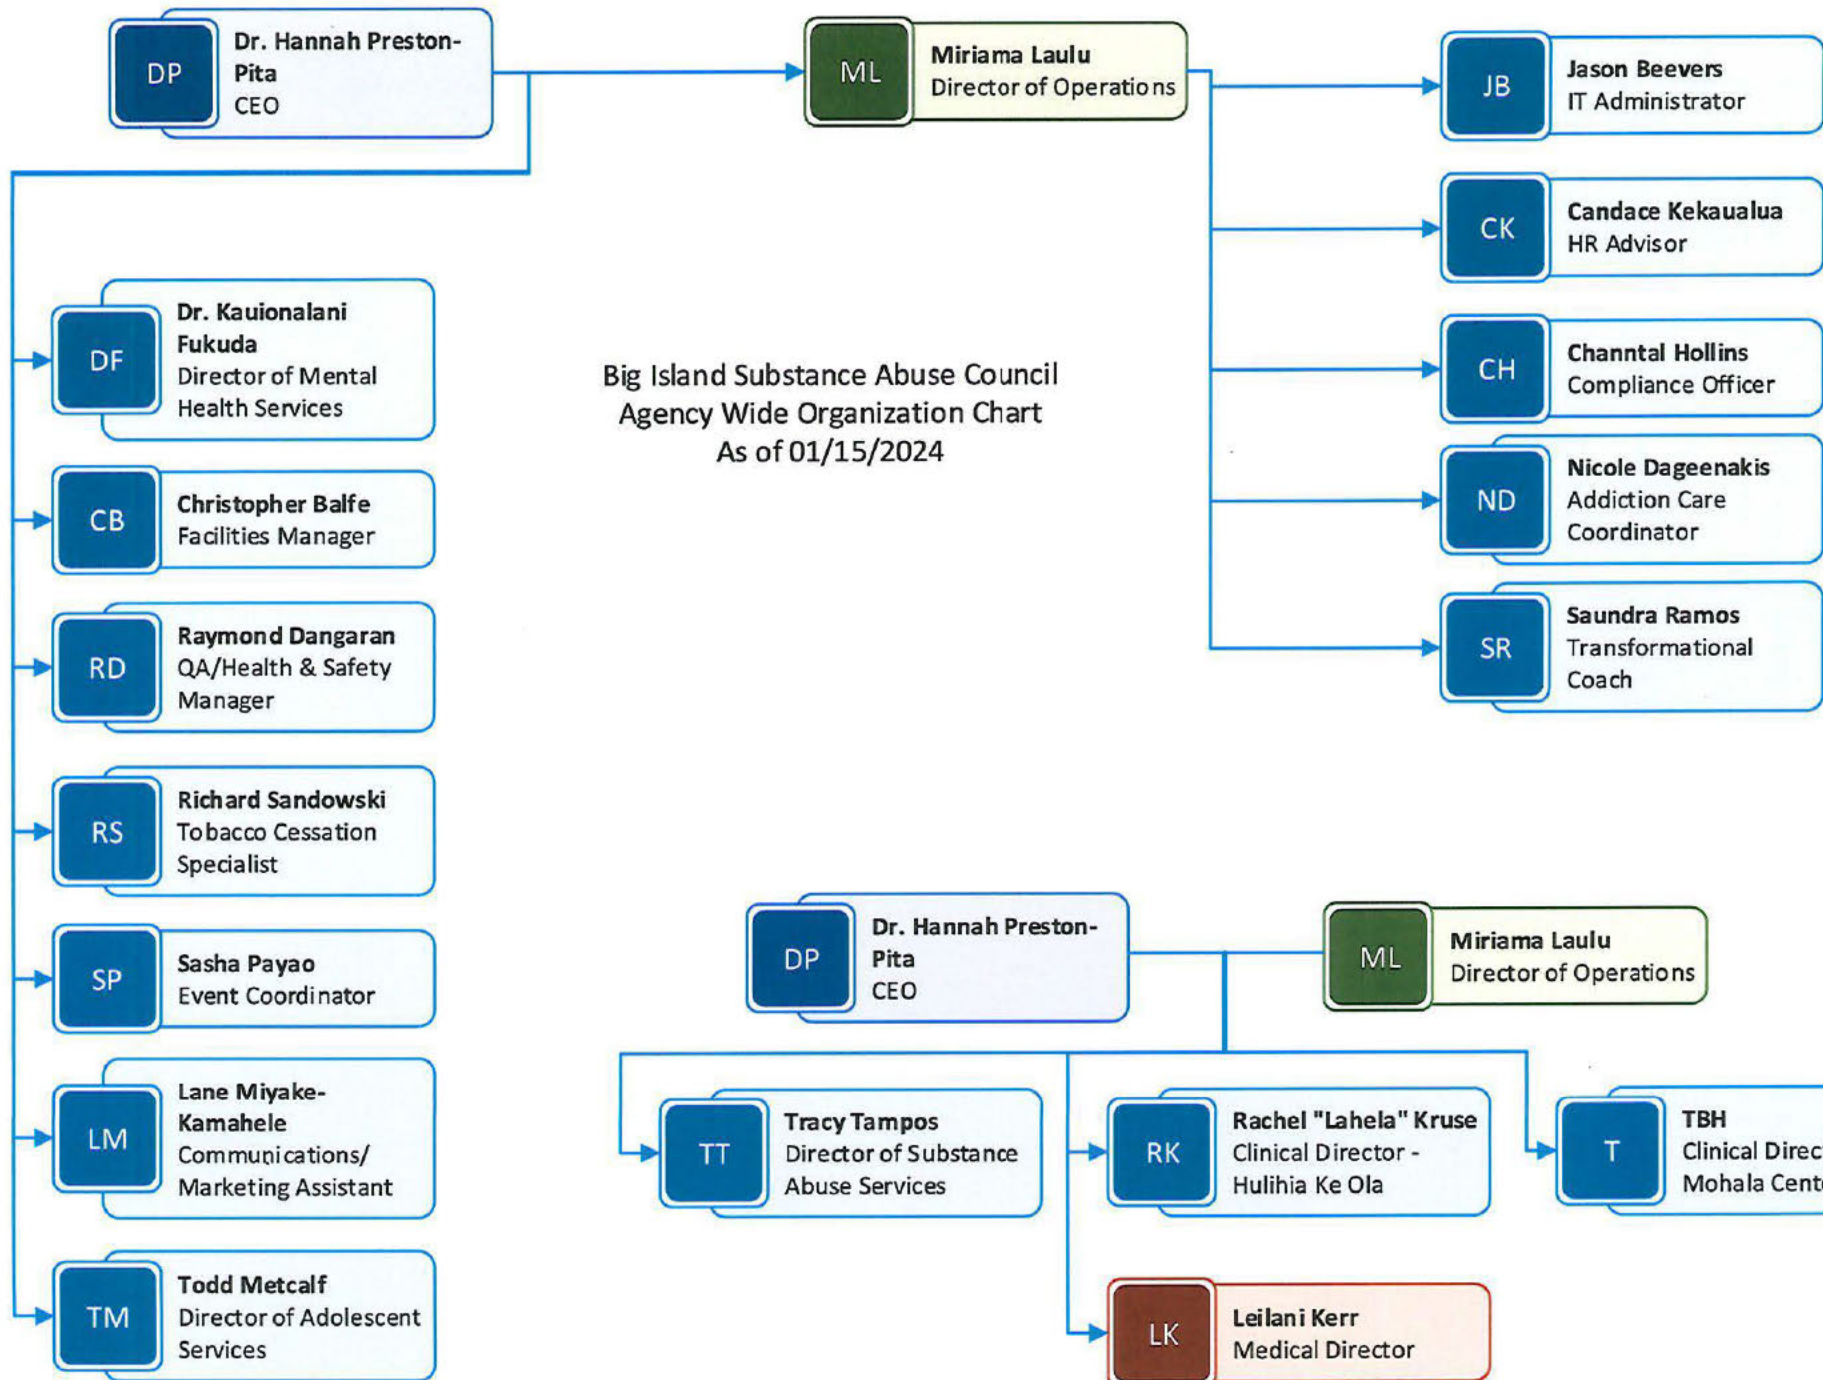 DP
Dr. Hannah Preston-
Pita
CEO
ML
Miriama Laulu
Director of Operations
JB
Jason Beevers
IT Administrator
CK
Candace Kekaualua
HR Advisor
CH
Channtal Hollins
Compliance Officer
ND
Nicole Dageenakis
Addiction Care
Coordinator
SR
Saundra Ramos
Transformational
Coach
DF
Dr. Kauionalani
Fukuda
Director of Mental
Health Services
CB
Christopher Balfe
Facilities Manager
RD
Raymond Dangaran
QA/Health & Safety
Manager
RS
Richard Sandowski
Tobacco Cessation
Specialist
SP
Sasha Payao
Event Coordinator
LM
Lane Miyake-
Kamahele
Communications/
Marketing Assistant
TM
Todd Metcalf
Director of Adolescent
Services
Big Island Substance Abuse Council
Agency Wide Organization Chart
As of 01/15/2024
DP
Dr. Hannah Preston-
Pita
CEO
ML
Miriama Laulu
Director of Operations
TT
Tracy Tampos
Director of Substance
Abuse Services
RK
Rachel "Lahela" Kruse
Clinical Director -
Hulihia Ke Ola
T
TBH
Clinical
Mohala
LK
Leilani Kerr
Medical Director